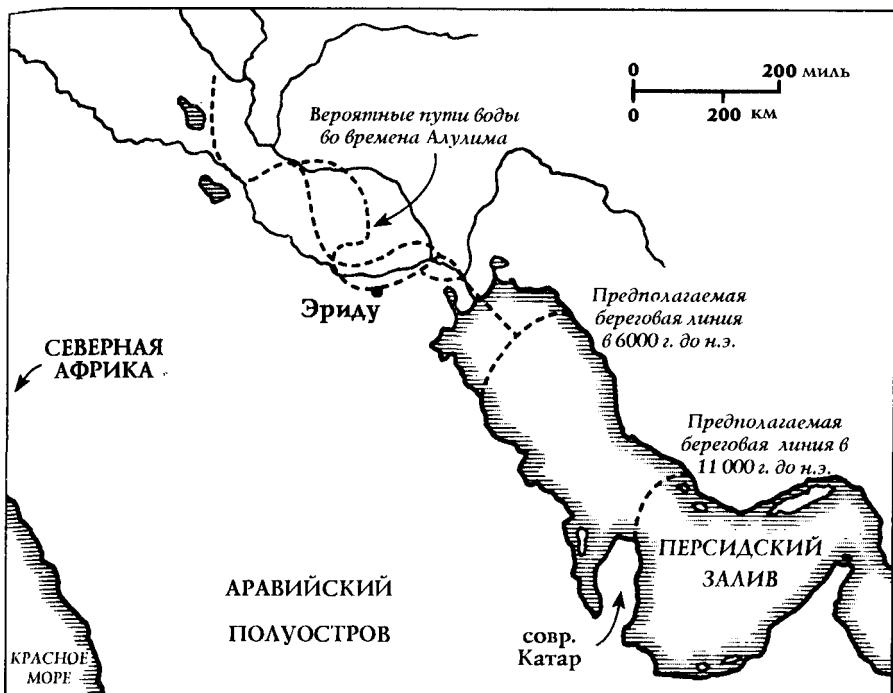 0 200 миль
0 200 км
Вероятные пути воды
во времена Алулима
Эриду
Предполагаемая
береговая линия
в 6000 г. до н.э.
СЕВЕРНАЯ
АФРИКА
Предполагаемая
береговая линия в
11 000 г. до н.э.
ПЕРСИДСКИЙ
ЗАЛИВ
АРАВИЙСКИЙ
ПОЛУОСТРОВ
совр.
Катар
КРАСНОЕ
МОРЕ